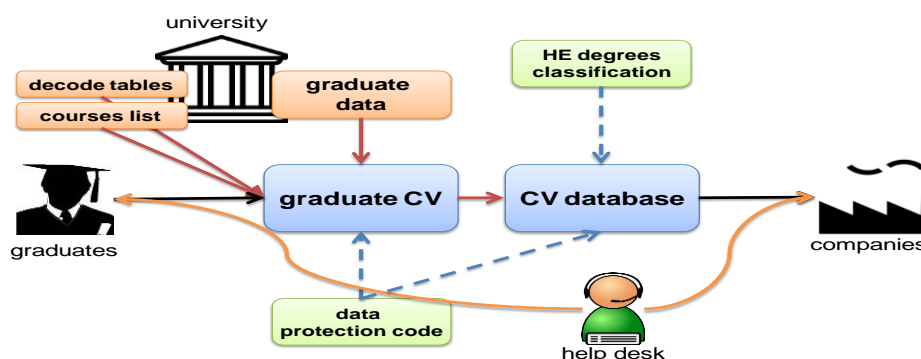 university
HE degrees
classification
decode tables
graduate
data
courses list
graduate CV
CV database
graduates
companies
data
protection code
help desk